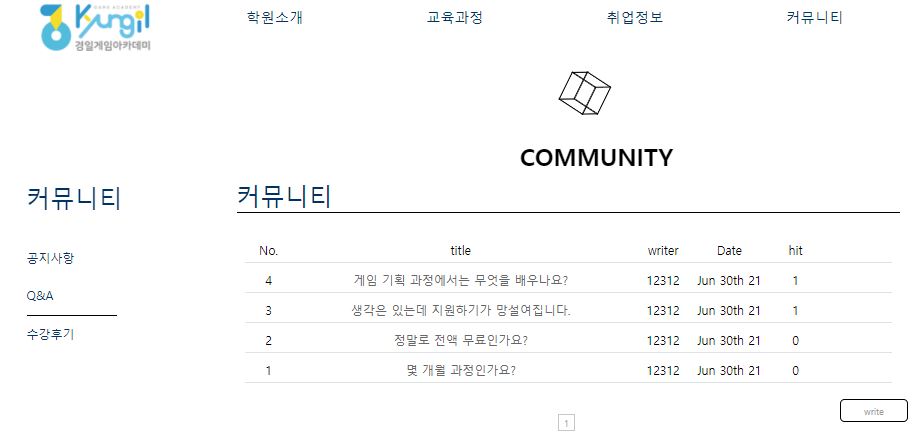 GAME ACADEMY
Kyungil
경일게임아카데미
학원소개 교육과정 취업정보 커뮤니티
COMMUNITY
커뮤니티
공지사항
Q&A
수강후기
커뮤니티
No. title writer Date hit
4 게임 기획 과정에서는 무엇을 배우나요? 12312 Jun 30th 21 1
3 생각은 있는데 지원하기가 망설여집니다. 12312 Jun 30th 21 1
2 정말로 전액 무료인가요? 12312 Jun 30th 21 0
1 몇 개월 과정인가요? 12312 Jun 30th 21 0
write
1